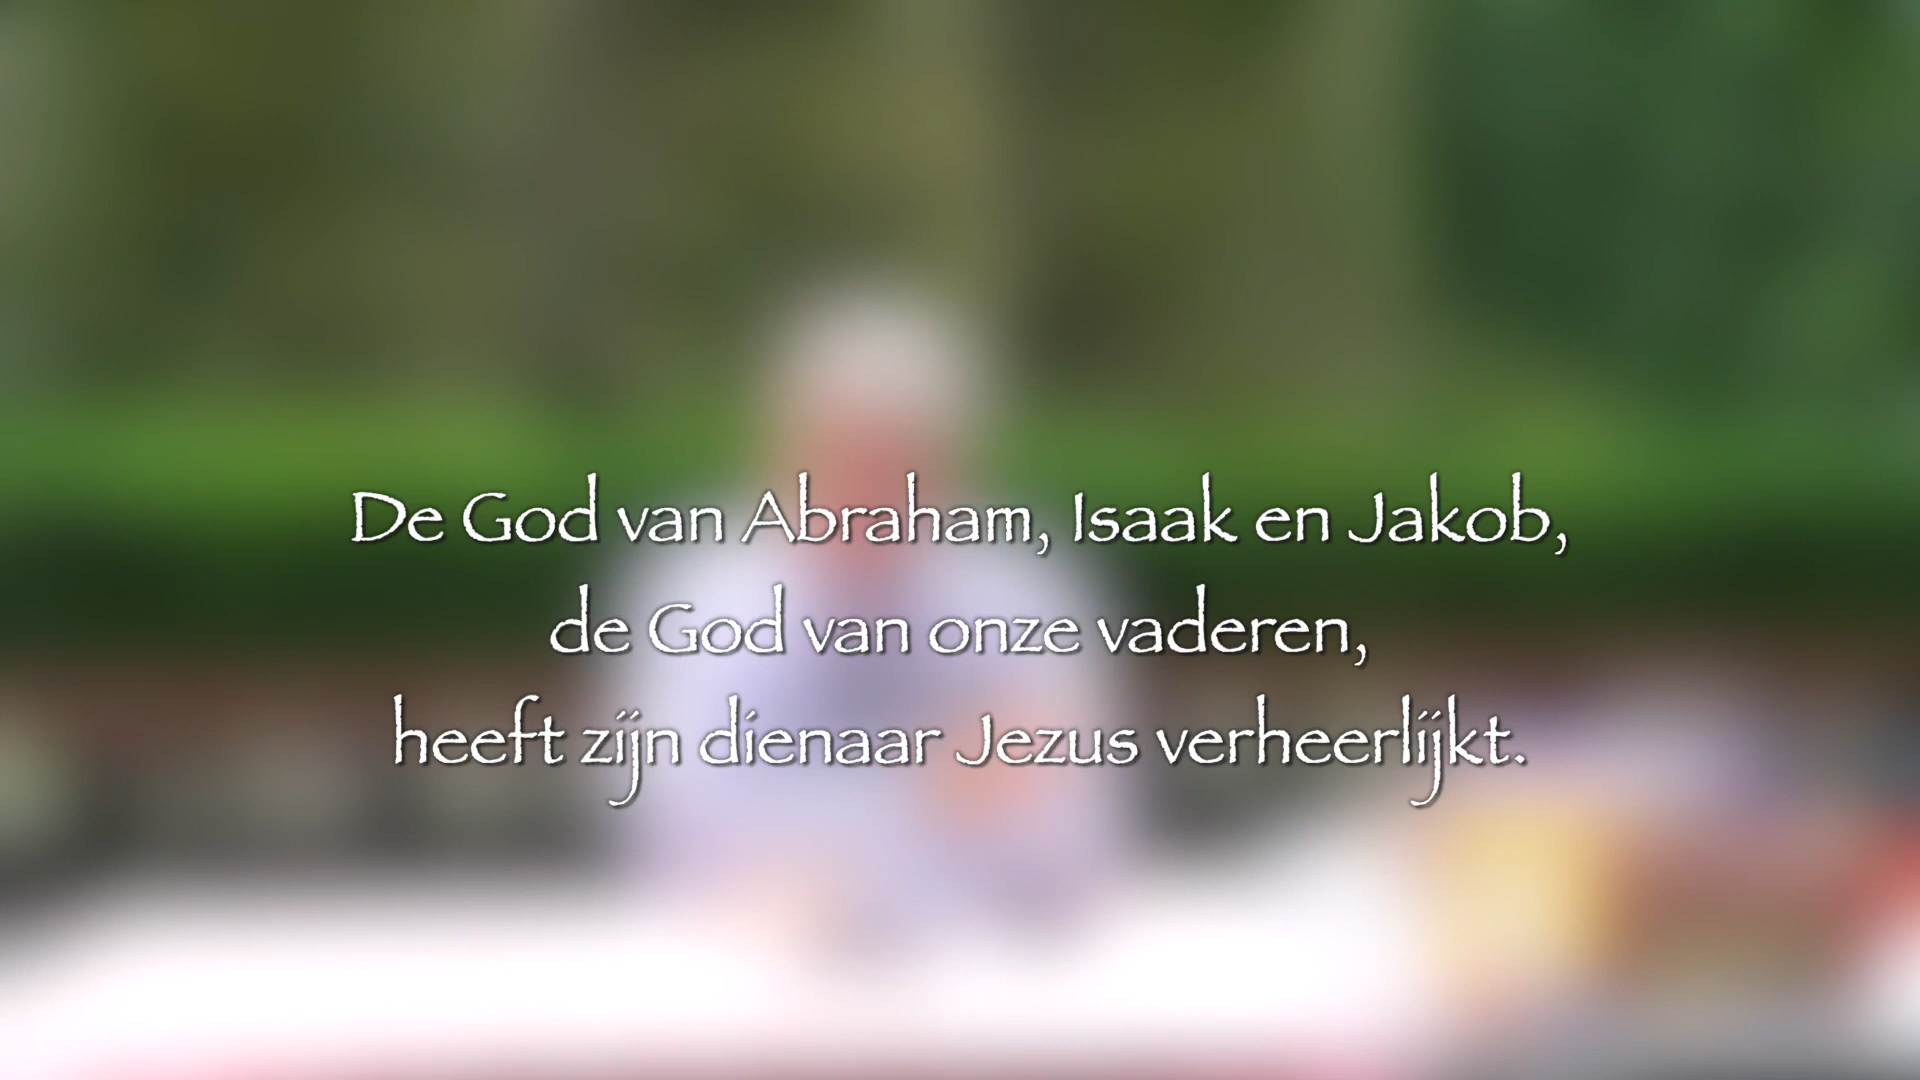 De God van Abraham, Isaak en Jakob,
de God van onze vaderen,
heeft zijn dienaar Jezus verheerlijkt.